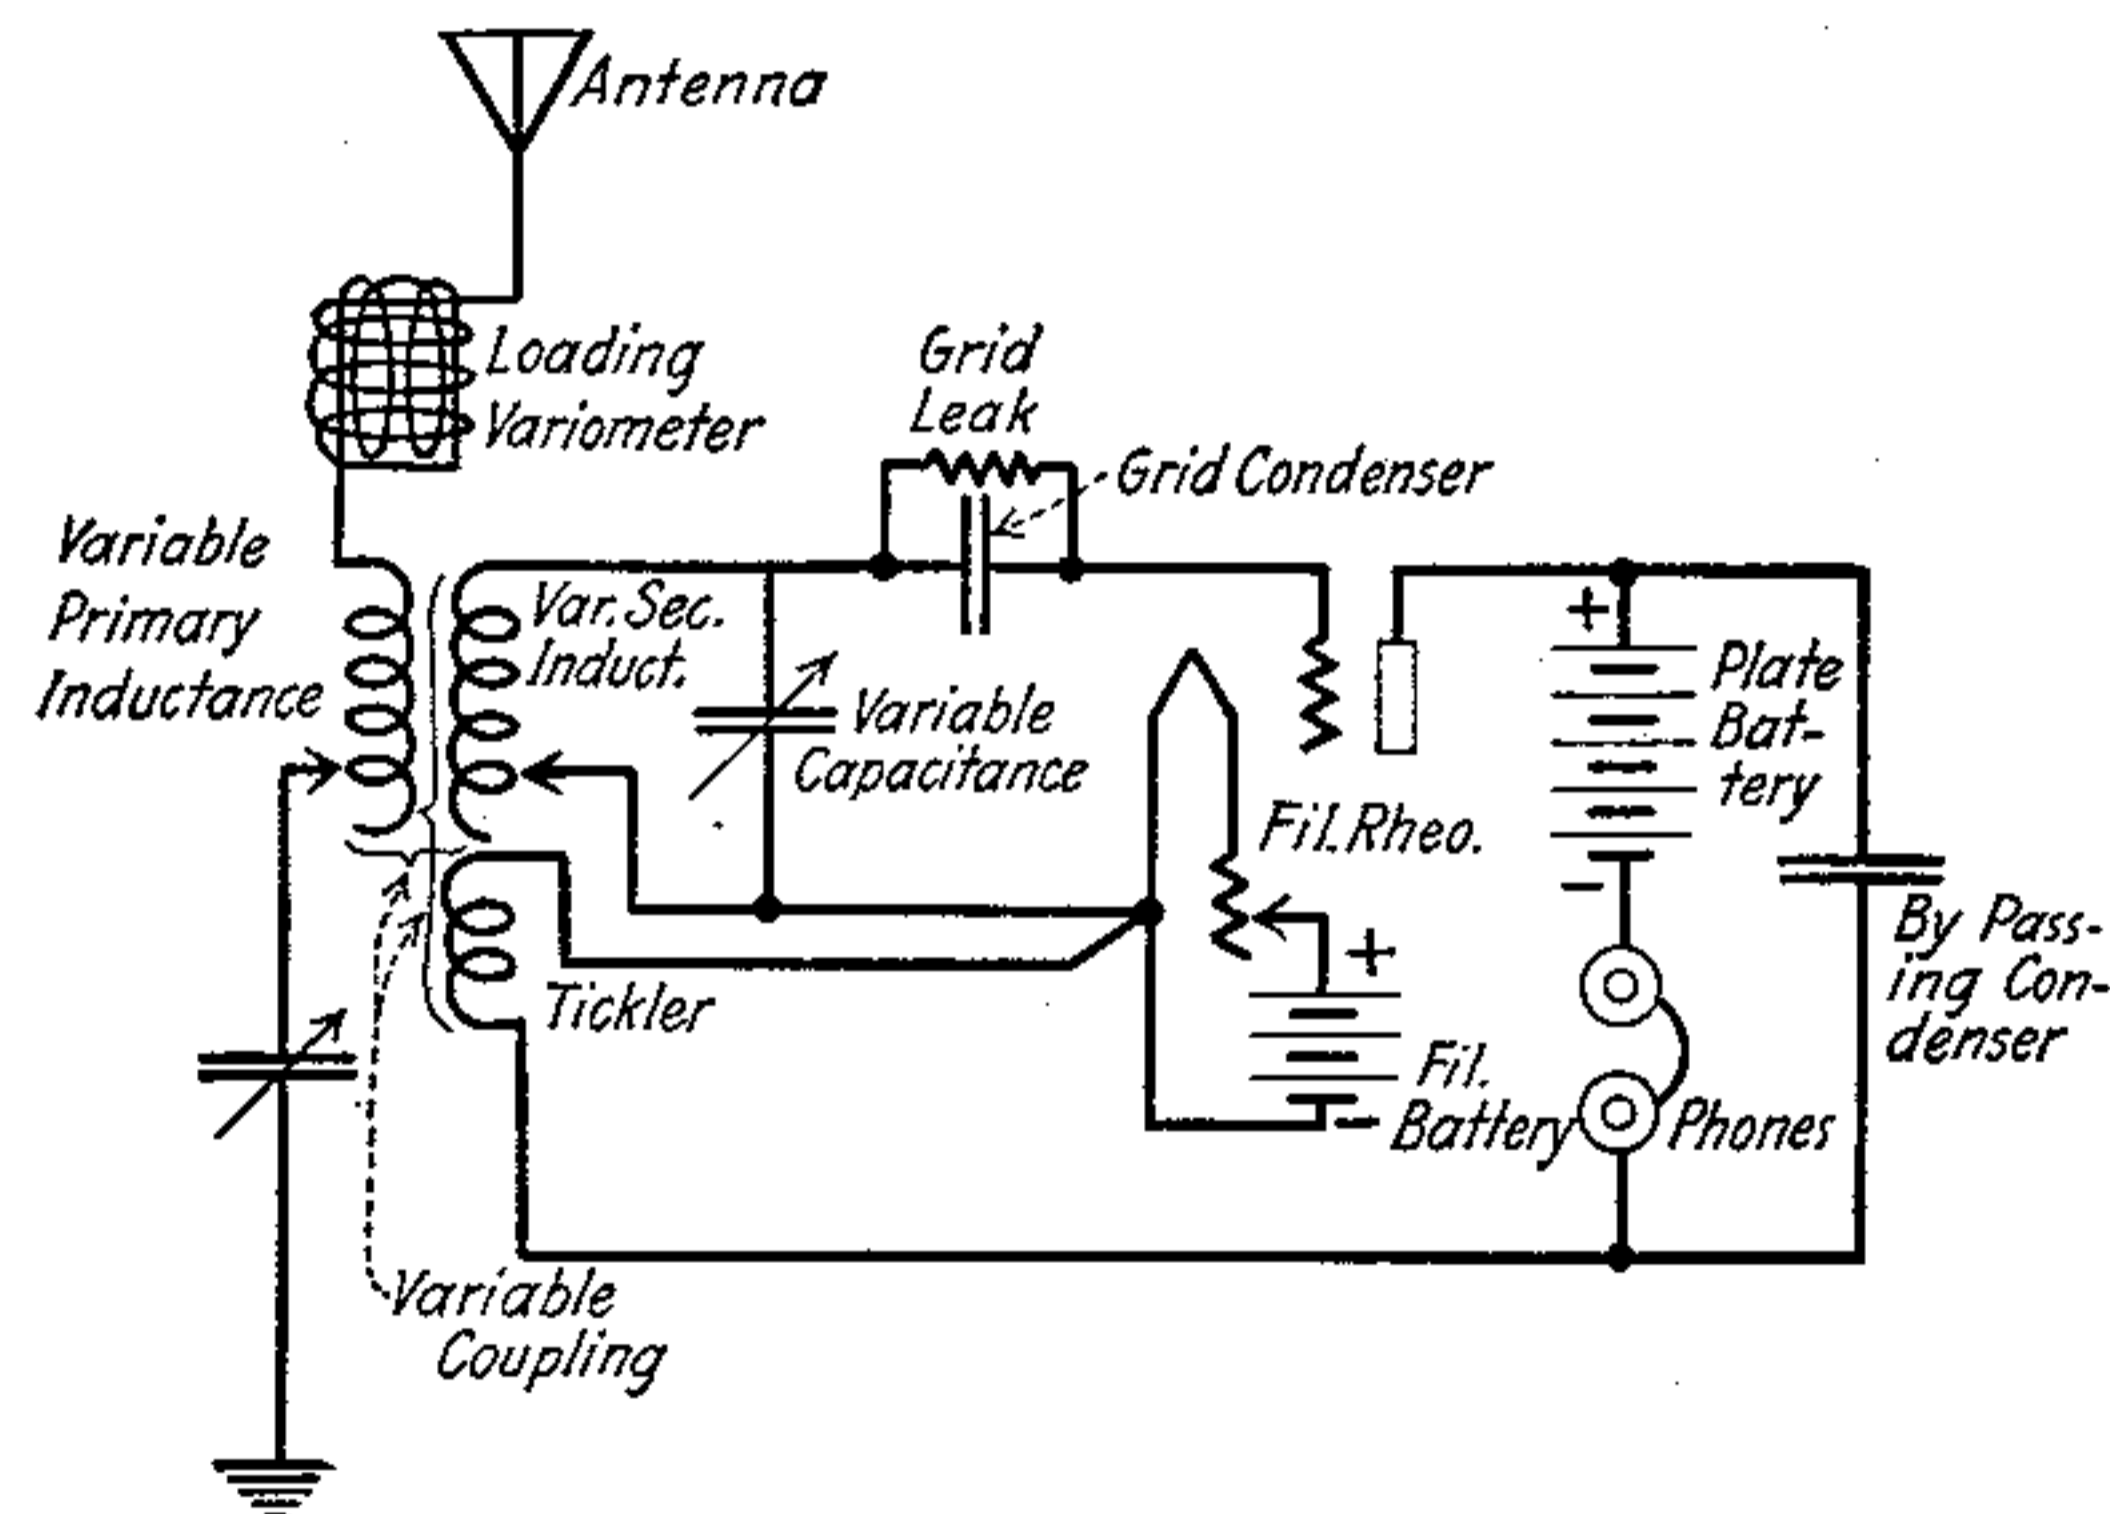 Antenna
Loading
Variometer
Grid
Leak
Grid Condenser
Variable
Primary
Inductance
Var. Sec.
Induct.
Variable
Capacitance
+
Plate
Bat-
tery
-
Fil. Rheo.
+
By Pass-
ing Con-
denser
Tickler
Fil.
Battery
-
Phones
Variable
Coupling